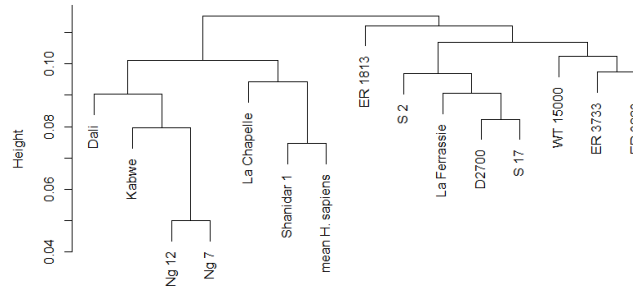 Height
0.10
0.08
0.06
0.04
Dali
Kabwe
Ng 12
Ng 7
La Chapelle
Shanidar 1
mean H. sapiens
ER 1813
S 2
La Ferrassie
D2700
S 17
WT 15000
ER 3733